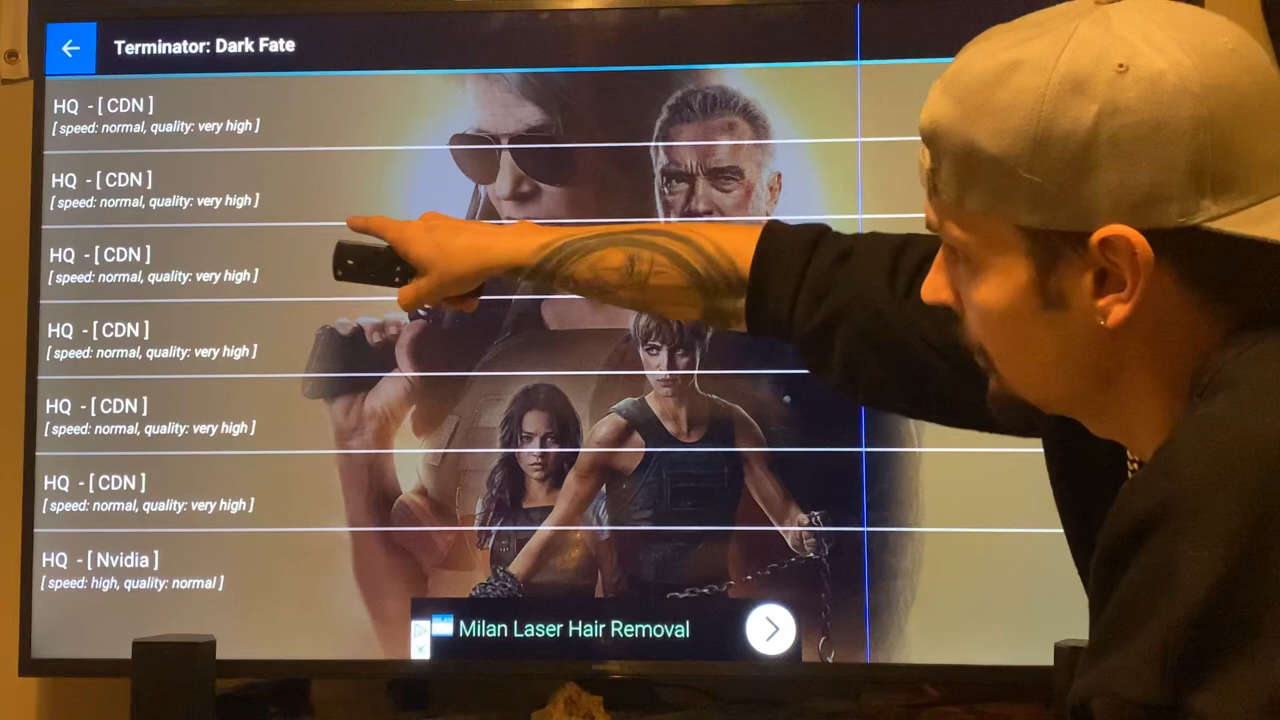 Terminator: Dark Fate
HQ - [ CDN ]
[ speed: normal, quality: very high ]
HQ - [ CDN ]
[ speed: normal, quality: very high ]
HQ - [ CDN ]
[ speed: normal, quality: very high ]
HQ - [ CDN ]
[ speed: normal, quality: very high ]
HQ - [ CDN ]
[ speed: normal, quality: very high ]
HQ - [ CDN ]
[ speed: normal, quality: very high ]
HQ - [ Nvidia ]
[ speed: high, quality: normal ]
Milan Laser Hair Removal